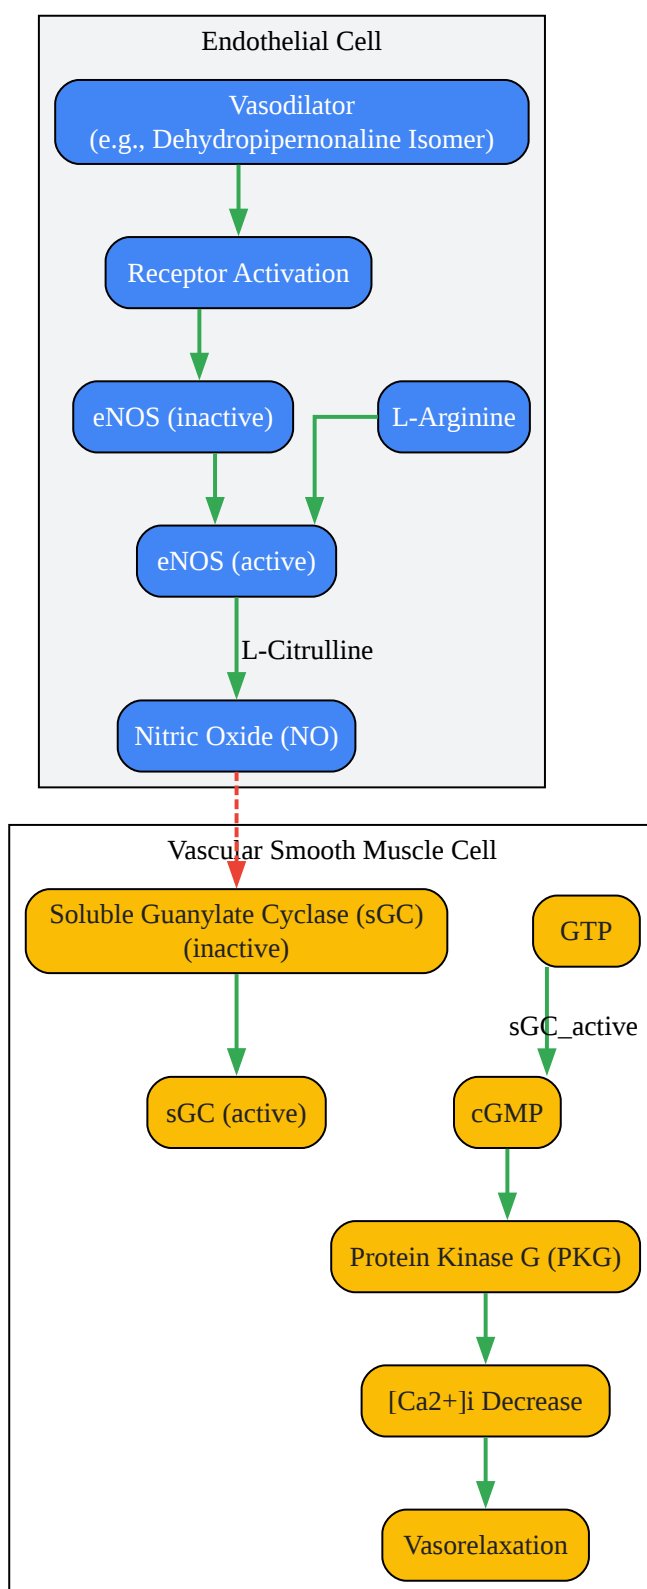 Endothelial Cell
Vasodilator
(e.g., Dehydropipernonaline Isomer)
Receptor Activation
eNOS (inactive)
L-Arginine
eNOS (active)
L-Citrulline
Nitric Oxide (NO)
Vascular Smooth Muscle Cell
Soluble Guanylate Cyclase (sGC)
(inactive)
GTP
sGC_active
sGC (active)
cGMP
Protein Kinase G (PKG)
[Ca2+]i Decrease
Vasorelaxation